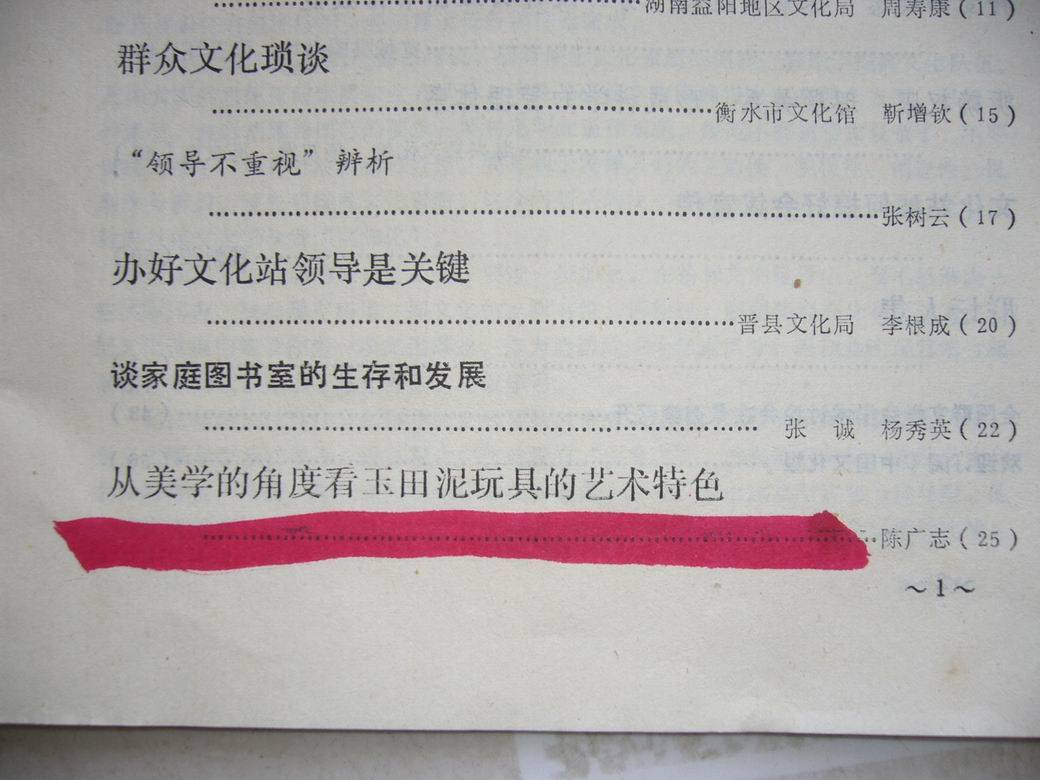 湖南益阳地区文化局 周寿康(11)
群众文化琐谈
衡水市文化馆 靳增钦(15)
“领导不重视”辨析
张树云(17)
办好文化站领导是关键
晋县文化局 李根成(20)
谈家庭图书室的生存和发展
张 诚 杨秀英(22)
从美学的角度看玉田泥玩具的艺术特色
陈广志(25)
~1~